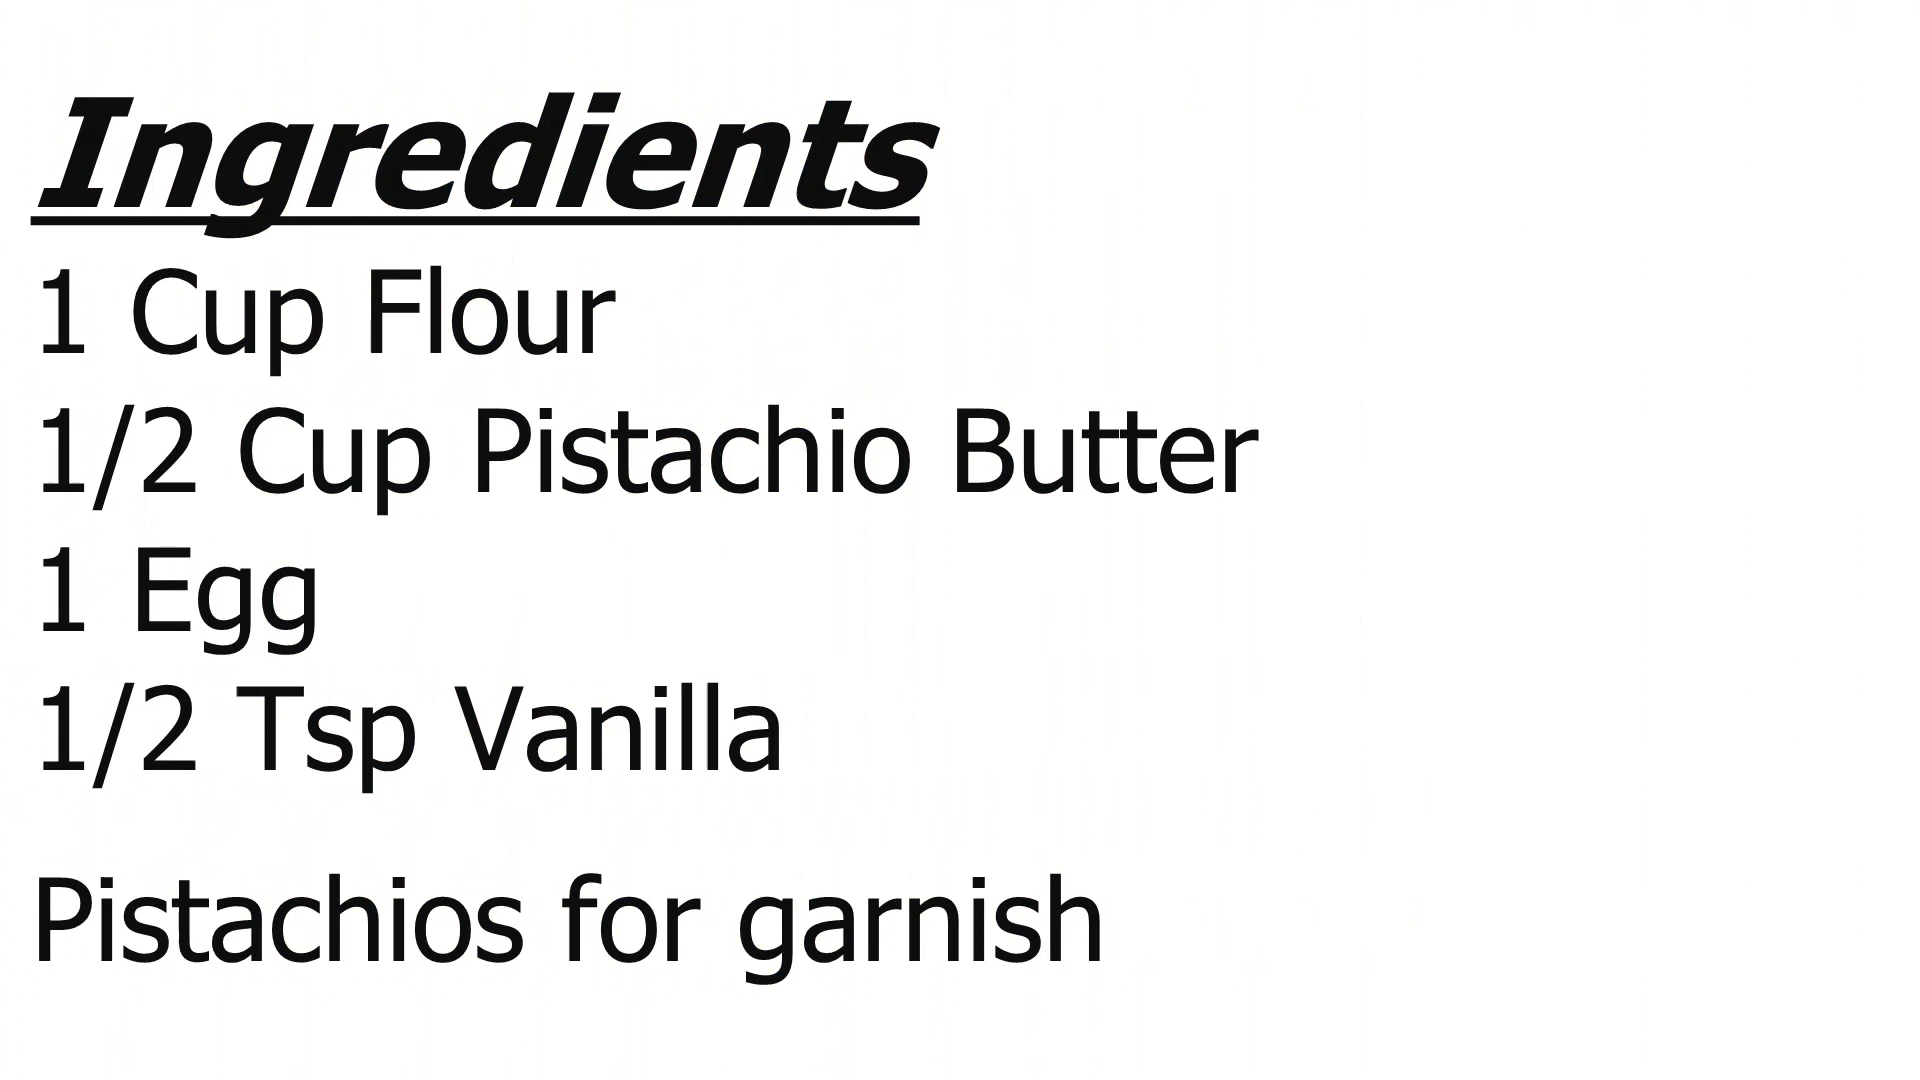 Ingredients
1 Cup Flour
1/2 Cup Pistachio Butter
1 Egg
1/2 Tsp Vanilla
Pistachios for garnish